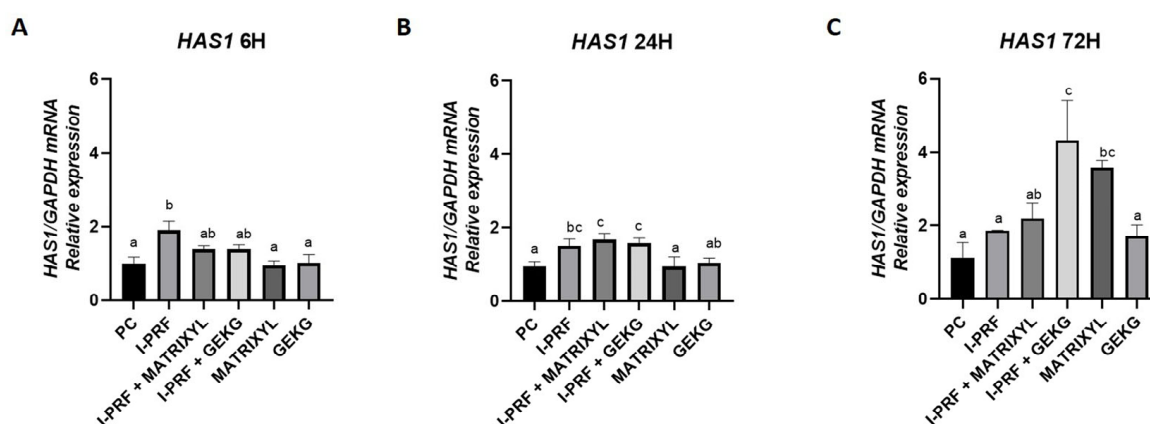 A
HAS1 6H
HAS1/GAPDH mRNA
Relative expression
6
4
2
0
a
b
ab
ab
a
a
PC
I-PRF
I-PRF + MATRIXYL
I-PRF + GEKG
MATRIXYL
GEKG
B
HAS1 24H
HAS1/GAPDH mRNA
Relative expression
6
4
2
0
a
bc
c
c
a
ab
PC
I-PRF
I-PRF + MATRIXYL
I-PRF + GEKG
MATRIXYL
GEKG
C
HAS1 72H
HAS1/GAPDH mRNA
Relative expression
6
4
2
0
a
a
ab
c
bc
a
PC
I-PRF
I-PRF + MATRIXYL
I-PRF + GEKG
MATRIXYL
GEKG